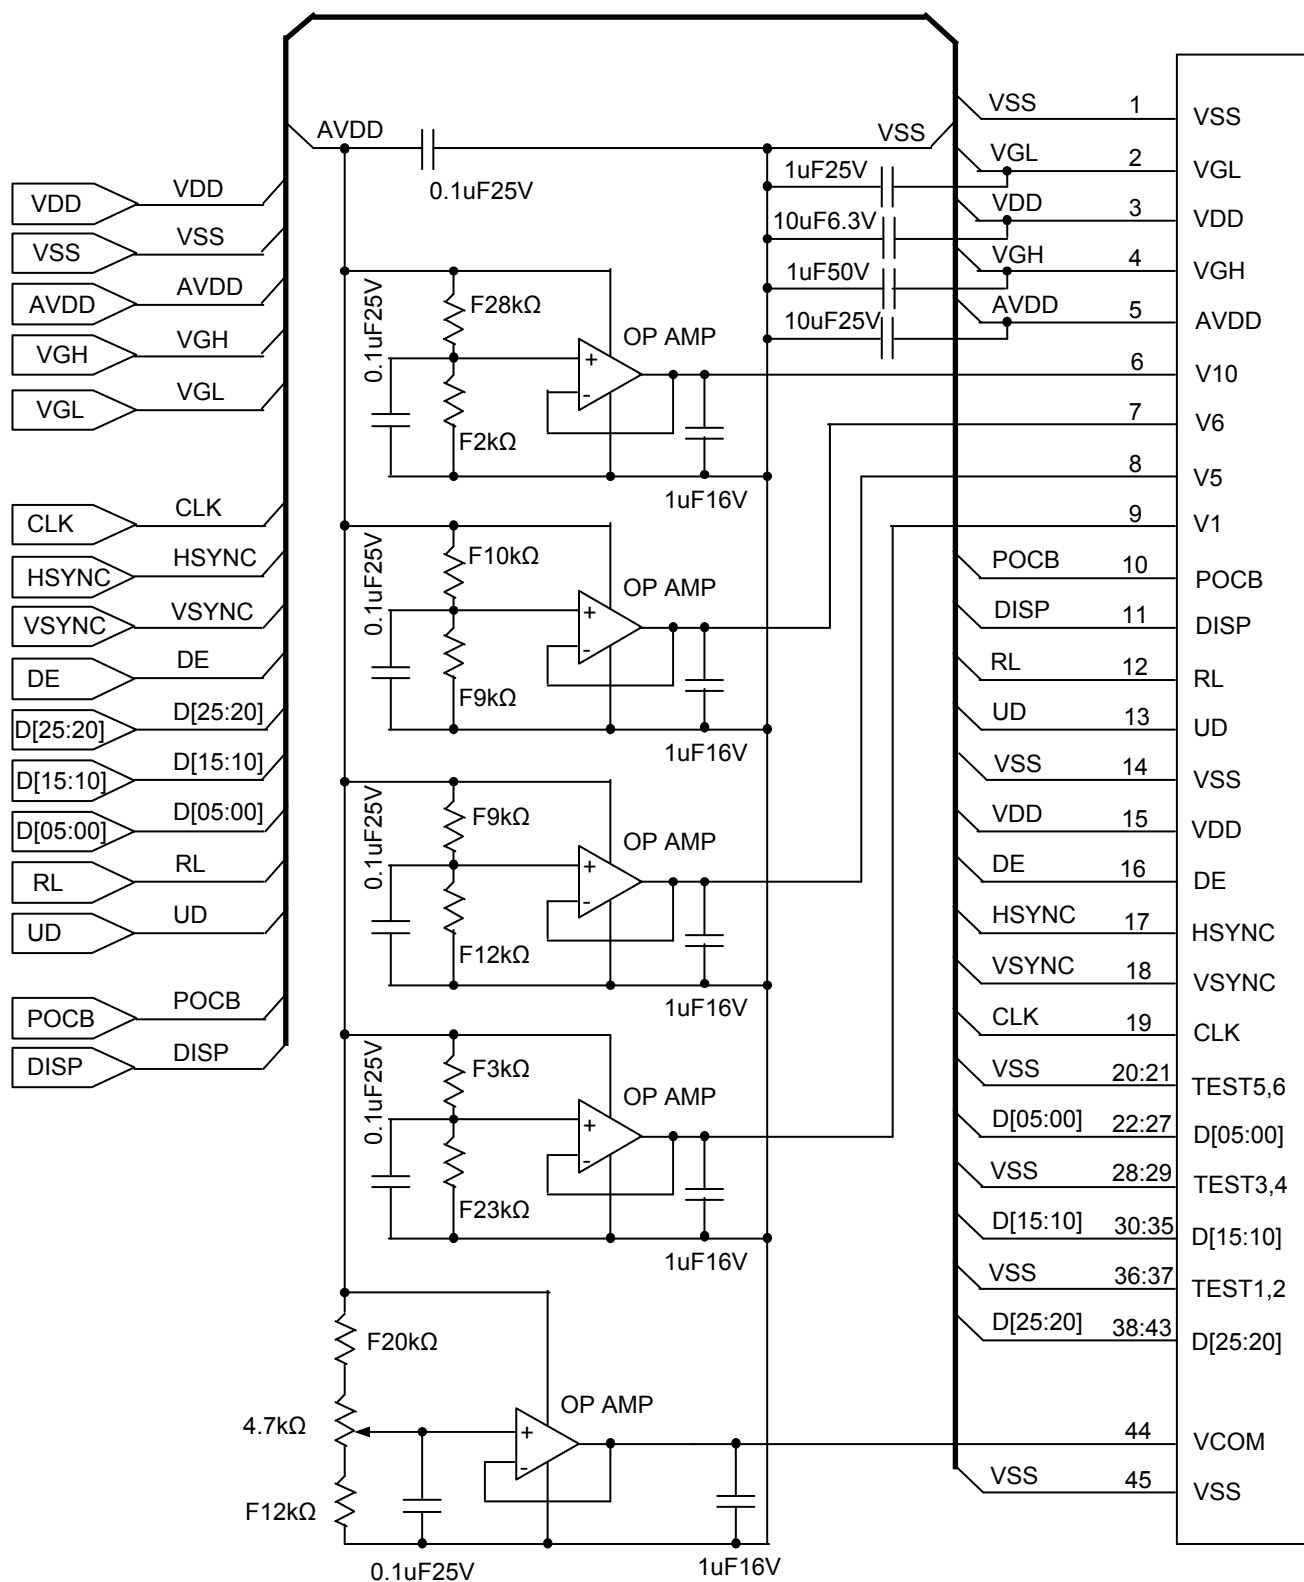 VDD VDD
VSS VSS
AVDD AVDD
VGH VGH
VGL VGL
CLK CLK
HSYNC HSYNC
VSYNC VSYNC
DE DE
D[25:20] D[25:20]
D[15:10] D[15:10]
D[05:00] D[05:00]
RL RL
UD UD
POCB POCB
DISP DISP
AVDD
0.1uF25V
VSS
1uF25V
10uF6.3V
1uF50V
10uF25V
0.1uF25V
F28kΩ
F2kΩ
OP AMP
+
-
1uF16V
0.1uF25V
F10kΩ
F9kΩ
OP AMP
+
-
1uF16V
0.1uF25V
F9kΩ
F12kΩ
OP AMP
+
-
1uF16V
0.1uF25V
F3kΩ
F23kΩ
OP AMP
+
-
1uF16V
F20kΩ
4.7kΩ
F12kΩ
0.1uF25V
OP AMP
+
-
1uF16V
VSS 1 VSS
VGL 2 VGL
VDD 3 VDD
VGH 4 VGH
AVDD 5 AVDD
6 V10
7 V6
8 V5
9 V1
POCB 10 POCB
DISP 11 DISP
RL 12 RL
UD 13 UD
VSS 14 VSS
VDD 15 VDD
DE 16 DE
HSYNC 17 HSYNC
VSYNC 18 VSYNC
CLK 19 CLK
VSS 20:21 TEST5,6
D[05:00] 22:27 D[05:00]
VSS 28:29 TEST3,4
D[15:10] 30:35 D[15:10]
VSS 36:37 TEST1,2
D[25:20] 38:43 D[25:20]
44 VCOM
VSS 45 VSS